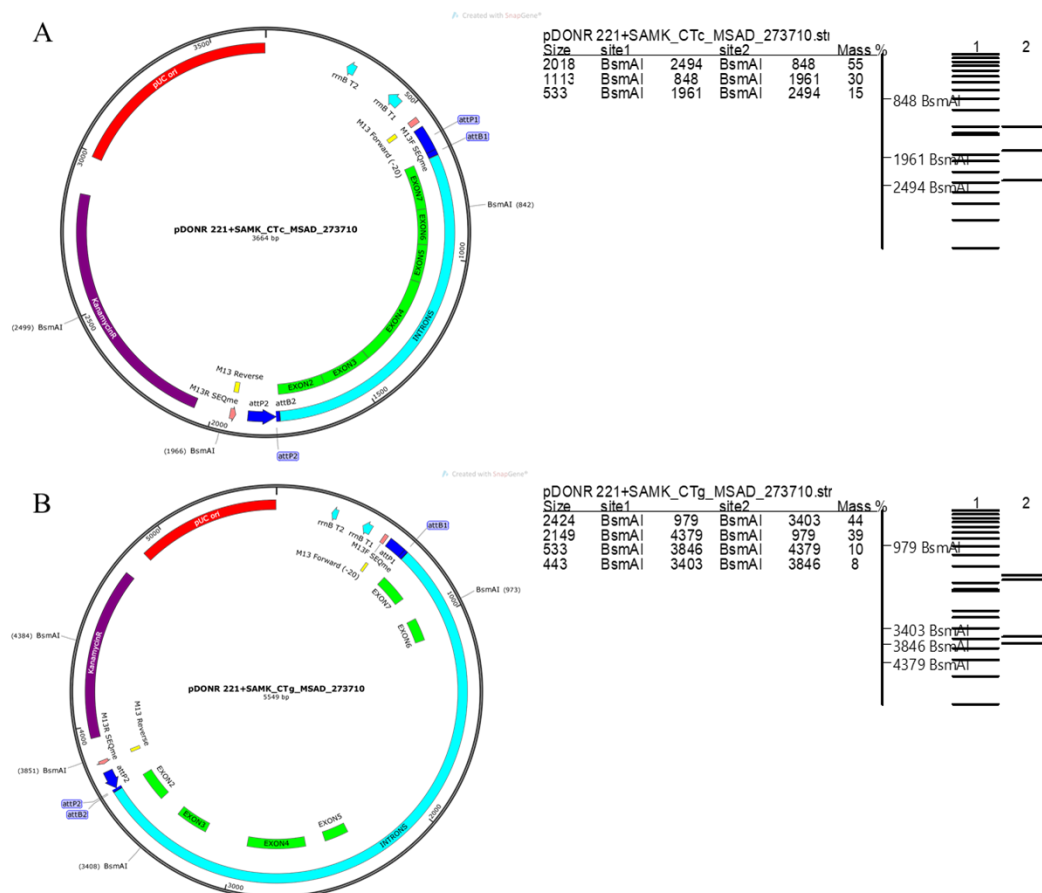 Created with SnapGene®
A
3500
pUC ori
rrnB T2
rrnB T1
500
attP1
attB1
M13F SEQme
M13 Forward (-20)
3000
EXON7
EXON6
EXON5
EXON4
EXON3
EXON2
BsmAI (842)
pDONR 221+SAMK_CTc_MSAD_273710
3664 bp
1000
INTRONS
KanamycinR
(2499) BsmAI
2500
M13 Reverse
M13R SEQme
attP2
attB2
1500
2000
(1966) BsmAI
attP2
pDONR 221+SAMK_CTc_MSAD_273710.str
Size site1 site2 Mass %
2018 BsmAI 2494 BsmAI 848 55
1113 BsmAI 848 BsmAI 1961 30
533 BsmAI 1961 BsmAI 2494 15
1 2
848 BsmAI
1961 BsmAI
2494 BsmAI
Created with SnapGene®
B
5000
pUC ori
rrnB T2
rrnB T1
attB1
attP1
M13F SEQme
M13 Forward (-20)
EXON7
EXON6
BsmAI (973)
1000
(4384) BsmAI
KanamycinR
pDONR 221+SAMK_CTg_MSAD_273710
5549 bp
4000
M13R SEQme
M13 Reverse
(3851) BsmAI
attP2
EXON2
attP2
attB2
EXON3
EXON4
EXON5
2000
INTRONS
(3408) BsmAI
3000
pDONR 221+SAMK_CTg_MSAD_273710.str
Size site1 site2 Mass %
2424 BsmAI 979 BsmAI 3403 44
2149 BsmAI 4379 BsmAI 979 39
533 BsmAI 3846 BsmAI 4379 10
443 BsmAI 3403 BsmAI 3846 8
1 2
979 BsmAI
3403 BsmAI
3846 BsmAI
4379 BsmAI